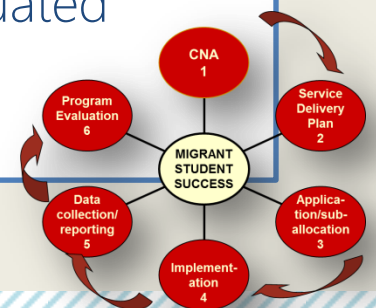 CNA
1
Service
Delivery
Plan
2
Applica-
tion/sub-
allocation
3
Implement-
ation
4
Data
collection/
reporting
5
Program
Evaluation
6
MIGRANT
STUDENT
SUCCESS